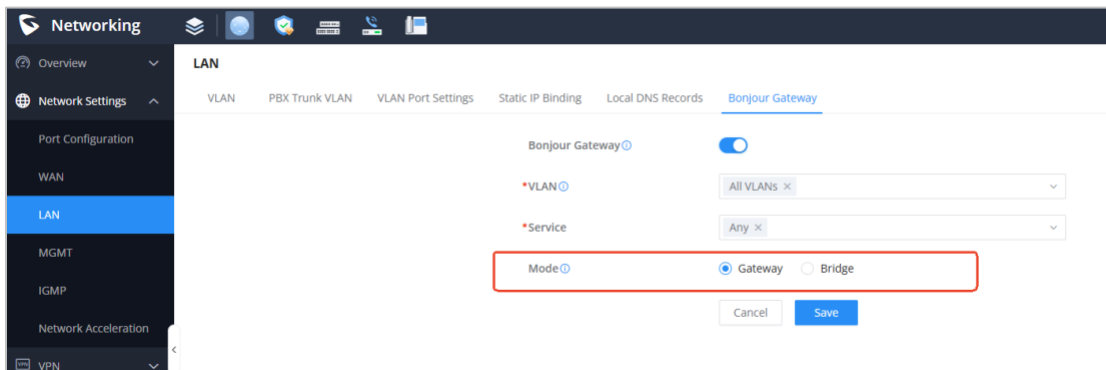 Networking
Overview
Network Settings
Port Configuration
WAN
LAN
MGMT
IGMP
Network Acceleration
VPN
LAN
VLAN PBX Trunk VLAN VLAN Port Settings Static IP Binding Local DNS Records Bonjour Gateway
Bonjour Gateway
*VLAN All VLANs ×
*Service Any ×
Mode Gateway Bridge
Cancel Save